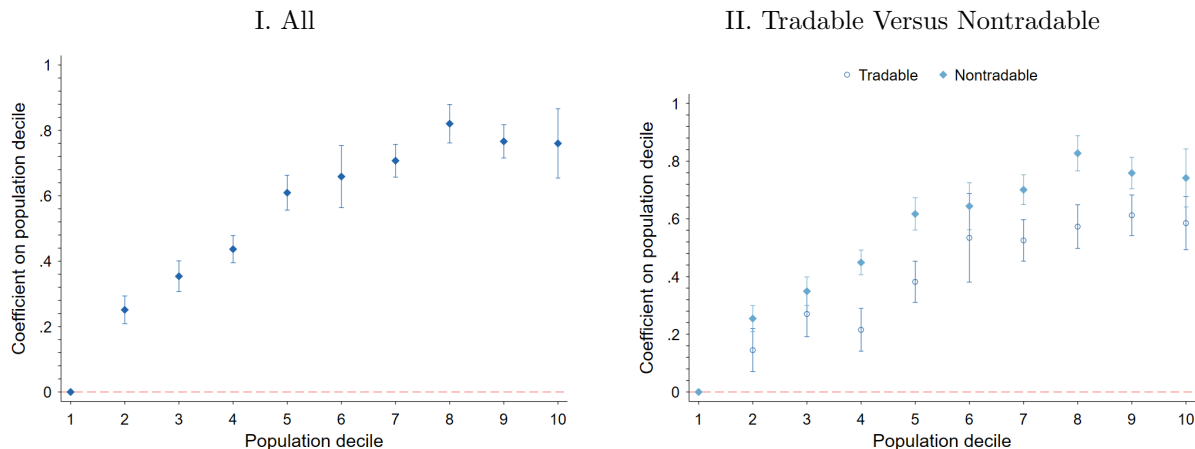 I. All
Coefficient on population decile
1
.8
.6
.4
.2
0
1 2 3 4 5 6 7 8 9 10
Population decile
II. Tradable Versus Nontradable
Tradable Nontradable
Coefficient on population decile
1
.8
.6
.4
.2
0
1 2 3 4 5 6 7 8 9 10
Population decile